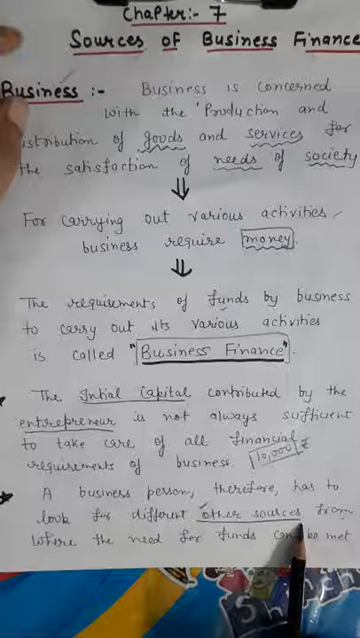 Chapter:- 7
Sources of Business Finance
Business :- Business is concerned
with the Production and
distribution of goods and services for
the satisfaction of needs of society
For carrying out various activities
business require money.
The requirements of funds by business
to carry out its various activities
is called "Business Finance".
The Intial Capital contributed by the
entrepreneur is not always sufficient
to take care of all financial
requirements of business. 10,000 ₹
A business person, therefore, has to
look for different other sources from
where the need for funds can be met